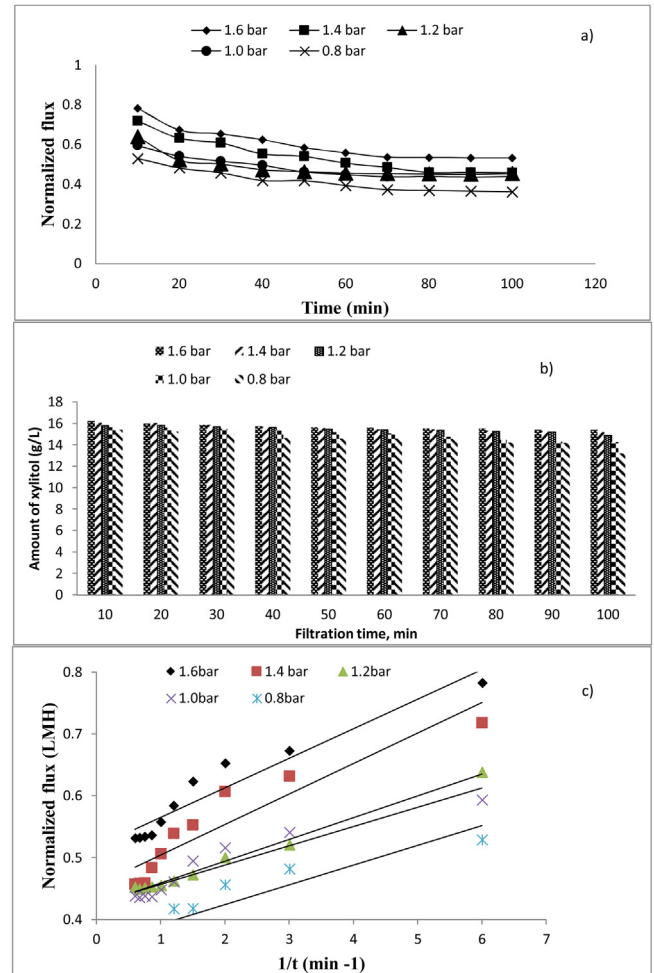 1.6 bar 1.4 bar 1.2 bar
a)
1.0 bar 0.8 bar
1
0.8
0.6
0.4
0.2
0
Normalized flux
0 20 40 60 80 100 120
Time (min)
1.6 bar 1.4 bar 1.2 bar
b)
1.0 bar 0.8 bar
18
16
14
12
10
8
6
4
2
0
Amount of xylitol (g/L)
10 20 30 40 50 60 70 80 90 100
Filtration time, min
1.6bar 1.4 bar 1.2bar
c)
1.0bar 0.8bar
0.8
0.7
0.6
0.5
0.4
Normalized flux (LMH)
0 1 2 3 4 5 6 7
1/t (min -1)